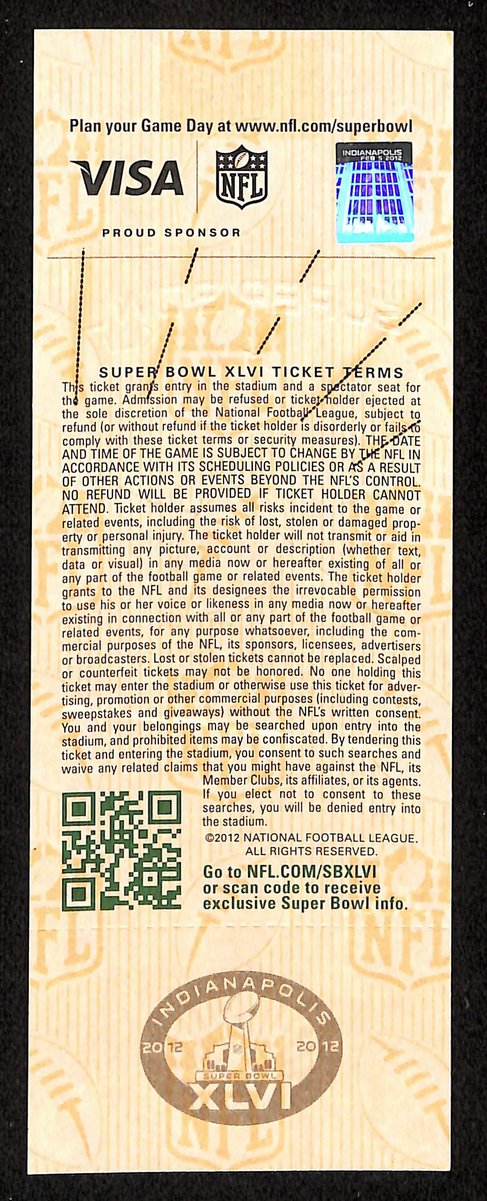 NFL
Plan your Game Day at www.nfl.com/superbowl
VISA
NFL
INDIANAPOLIS
FEB 5 2012
PROUD SPONSOR
SUPER BOWL XLVI TICKET TERMS
This ticket grants entry in the stadium and a spectator seat for
the game. Admission may be refused or ticket holder ejected at
the sole discretion of the National Football League, subject to
refund (or without refund if the ticket holder is disorderly or fails to
comply with these ticket terms or security measures). THE DATE
AND TIME OF THE GAME IS SUBJECT TO CHANGE BY THE NFL IN
ACCORDANCE WITH ITS SCHEDULING POLICIES OR AS A RESULT
OF OTHER ACTIONS OR EVENTS BEYOND THE NFL'S CONTROL.
NO REFUND WILL BE PROVIDED IF TICKET HOLDER CANNOT
ATTEND. Ticket holder assumes all risks incident to the game or
related events, including the risk of lost, stolen or damaged prop-
erty or personal injury. The ticket holder will not transmit or aid in
transmitting any picture, account or description (whether text,
data or visual) in any media now or hereafter existing of all or
any part of the football game or related events. The ticket holder
grants to the NFL and its designees the irrevocable permission
to use his or her voice or likeness in any media now or hereafter
existing in connection with all or any part of the football game or
related events, for any purpose whatsoever, including the com-
mercial purposes of the NFL, its sponsors, licensees, advertisers
or broadcasters. Lost or stolen tickets cannot be replaced. Scalped
or counterfeit tickets may not be honored. No one holding this
ticket may enter the stadium or otherwise use this ticket for adver-
tising, promotion or other commercial purposes (including contests,
sweepstakes and giveaways) without the NFL's written consent.
You and your belongings may be searched upon entry into the
stadium, and prohibited items may be confiscated. By tendering this
ticket and entering the stadium, you consent to such searches and
waive any related claims that you might have against the NFL, its
Member Clubs, its affiliates, or its agents.
If you elect not to consent to these
searches, you will be denied entry into
the stadium.
©2012 NATIONAL FOOTBALL LEAGUE.
ALL RIGHTS RESERVED.
Go to NFL.COM/SBXLVI
or scan code to receive
exclusive Super Bowl info.
NFL
NFL
INDIANAPOLIS
2012
2012
SUPER BOWL
XLVI
NFL